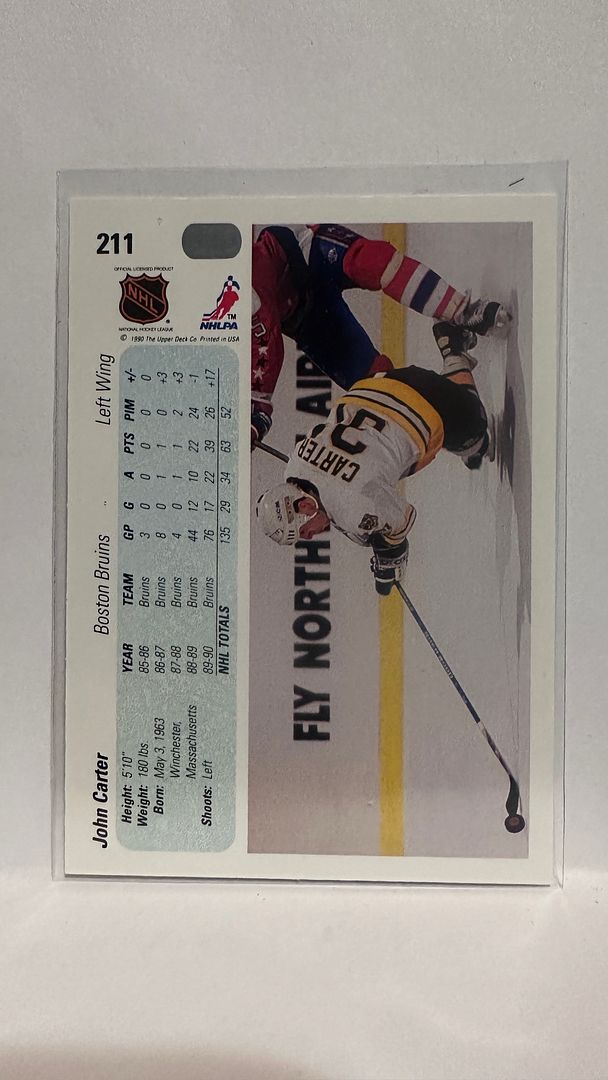 211
OFFICIAL LICENSED PRODUCT
NHL
NATIONAL HOCKEY LEAGUE
NHLPA
TM
© 1990 The Upper Deck Co. Printed in USA
John Carter Boston Bruins Left Wing
Height: 5'10"
Weight: 180 lbs
Born: May 3, 1963
Winchester,
Massachusetts
Shoots: Left
YEAR TEAM GP G A PTS PIM +/-
85-86 Bruins 3 0 0 0 0 0
86-87 Bruins 8 0 1 1 0 +3
87-88 Bruins 4 0 1 1 2 +3
88-89 Bruins 44 12 10 22 24 -1
89-90 Bruins 76 17 22 39 26 +17
NHL TOTALS 135 29 34 63 52
FLY NORTH AIR
CARTER
CCM